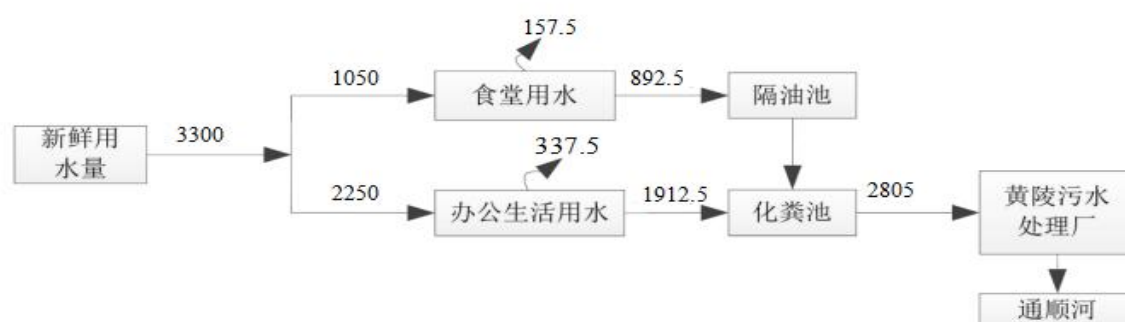 157.5
1050
食堂用水
892.5
隔油池
新鲜用
水量
3300
337.5
2250
办公生活用水
1912.5
化粪池
2805
黄陵污水
处理厂
通顺河